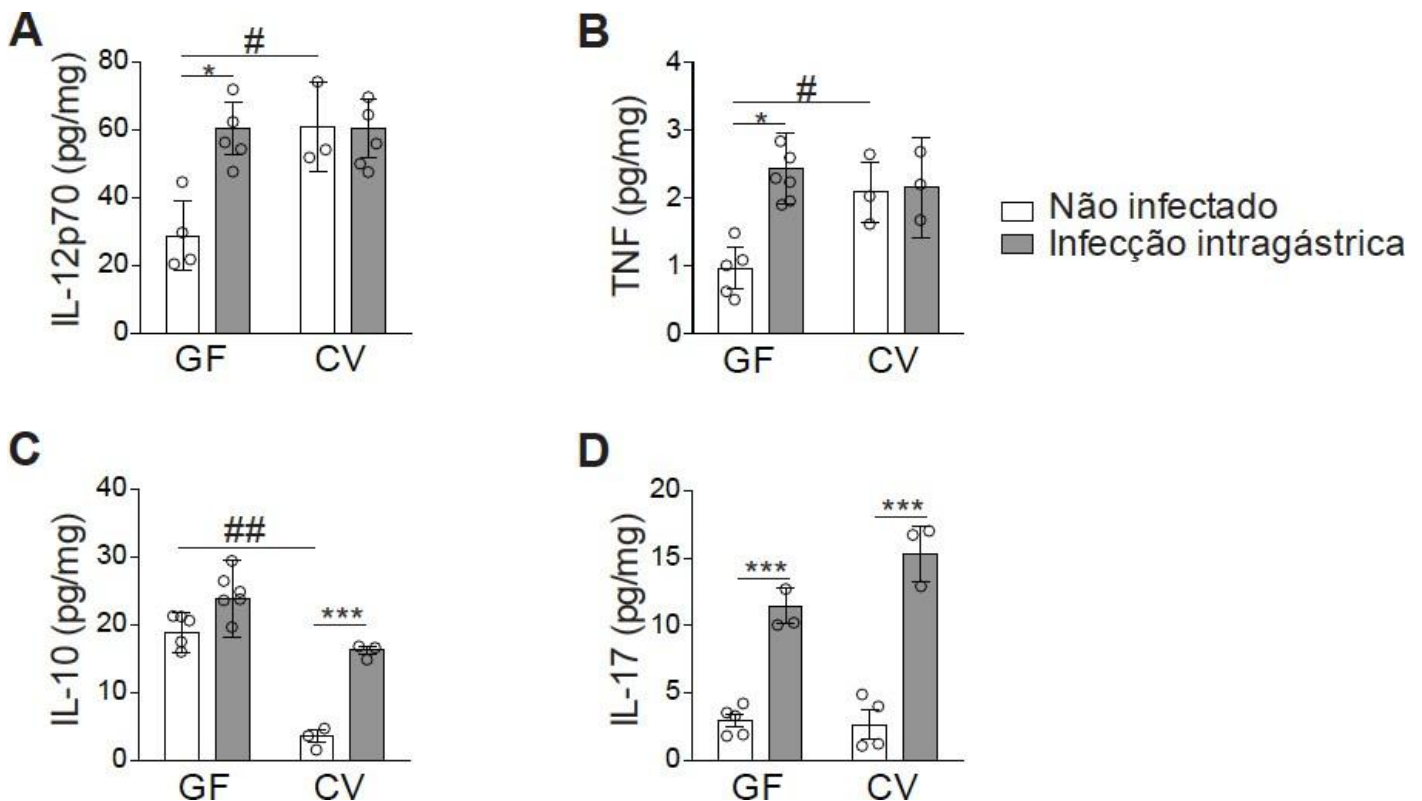 A
IL-12p70 (pg/mg)
80
60
40
20
0
*
#
GF
CV
B
TNF (pg/mg)
4
3
2
1
0
*
#
GF
CV
Não infectado
Infecção intragástrica
C
IL-10 (pg/mg)
40
30
20
10
0
##
***
GF
CV
D
IL-17 (pg/mg)
20
15
10
5
0
***
***
GF
CV